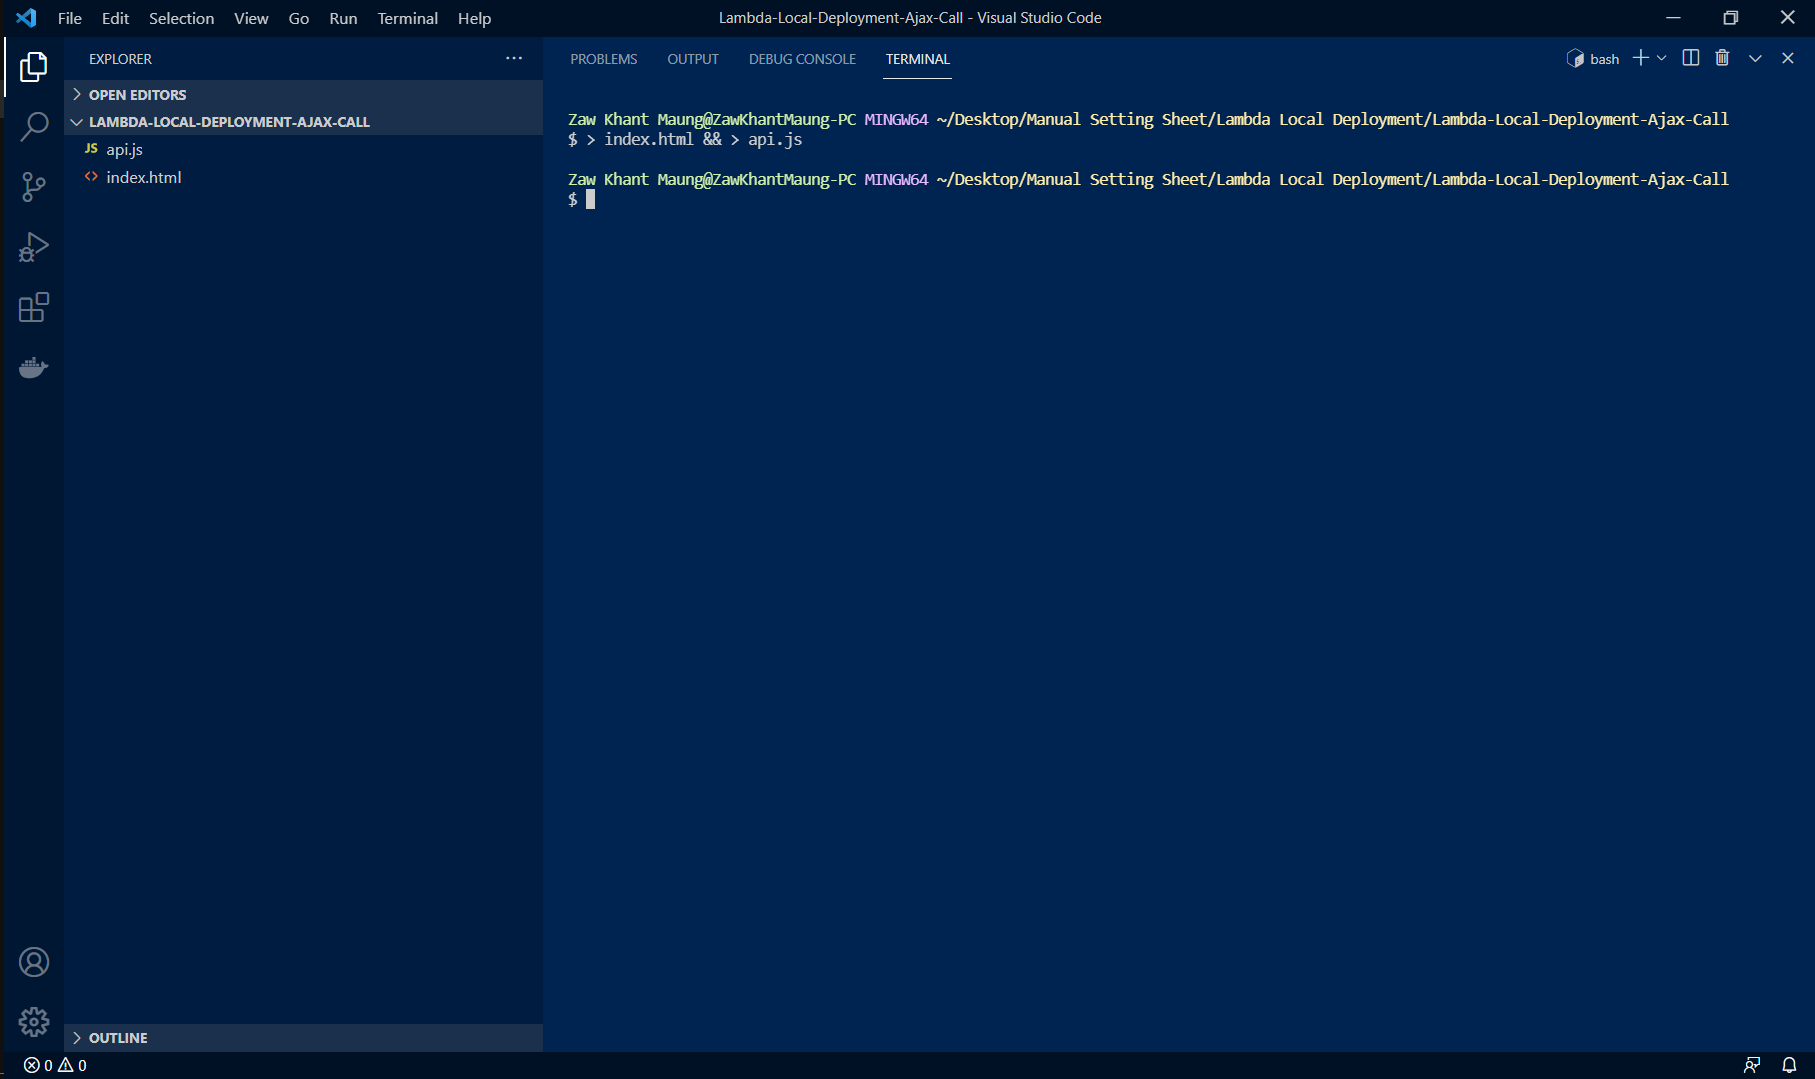 File Edit Selection View Go Run Terminal Help
Lambda-Local-Deployment-Ajax-Call - Visual Studio Code
EXPLORER
OPEN EDITORS
LAMBDA-LOCAL-DEPLOYMENT-AJAX-CALL
JS api.js
<> index.html
OUTLINE
PROBLEMS OUTPUT DEBUG CONSOLE TERMINAL
bash
Zaw Khant Maung@ZawKhantMaung-PC MINGW64 ~/Desktop/Manual Setting Sheet/Lambda Local Deployment/Lambda-Local-Deployment-Ajax-Call
$ > index.html && > api.js
Zaw Khant Maung@ZawKhantMaung-PC MINGW64 ~/Desktop/Manual Setting Sheet/Lambda Local Deployment/Lambda-Local-Deployment-Ajax-Call
$
0 0